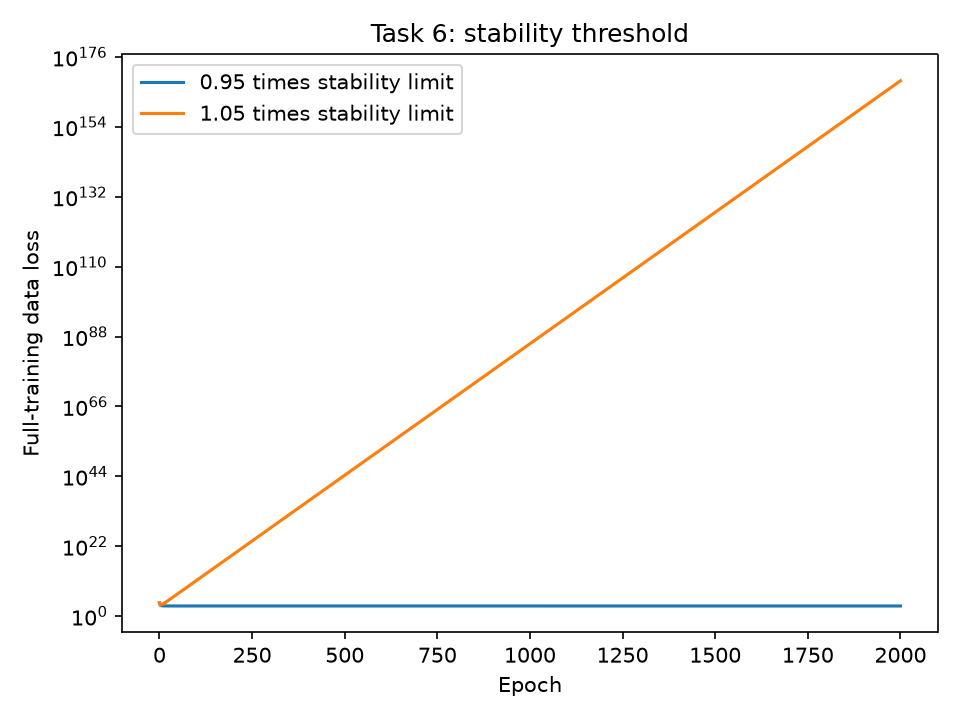 Task 6: stability threshold
0.95 times stability limit
1.05 times stability limit
Full-training data loss
10^176
10^154
10^132
10^110
10^88
10^66
10^44
10^22
10^0
0 250 500 750 1000 1250 1500 1750 2000
Epoch